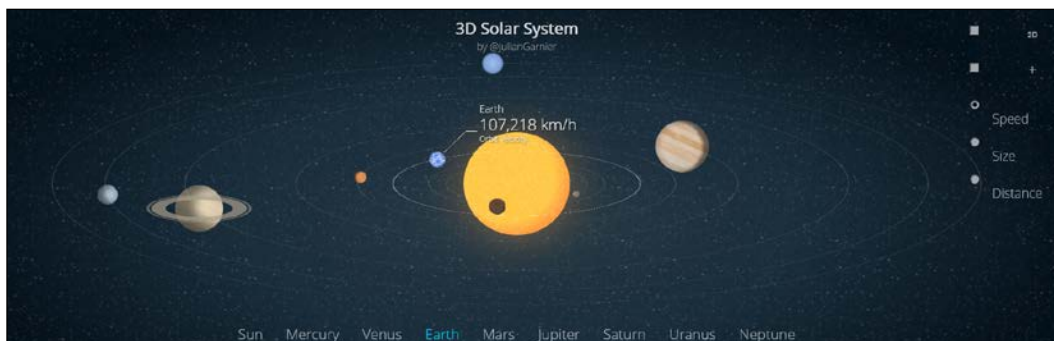 3D Solar System
by @JulianGarnier
3D
+
Earth
107,218 km/h
Speed
Size
Distance
Sun Mercury Venus Earth Mars Jupiter Saturn Uranus Neptune